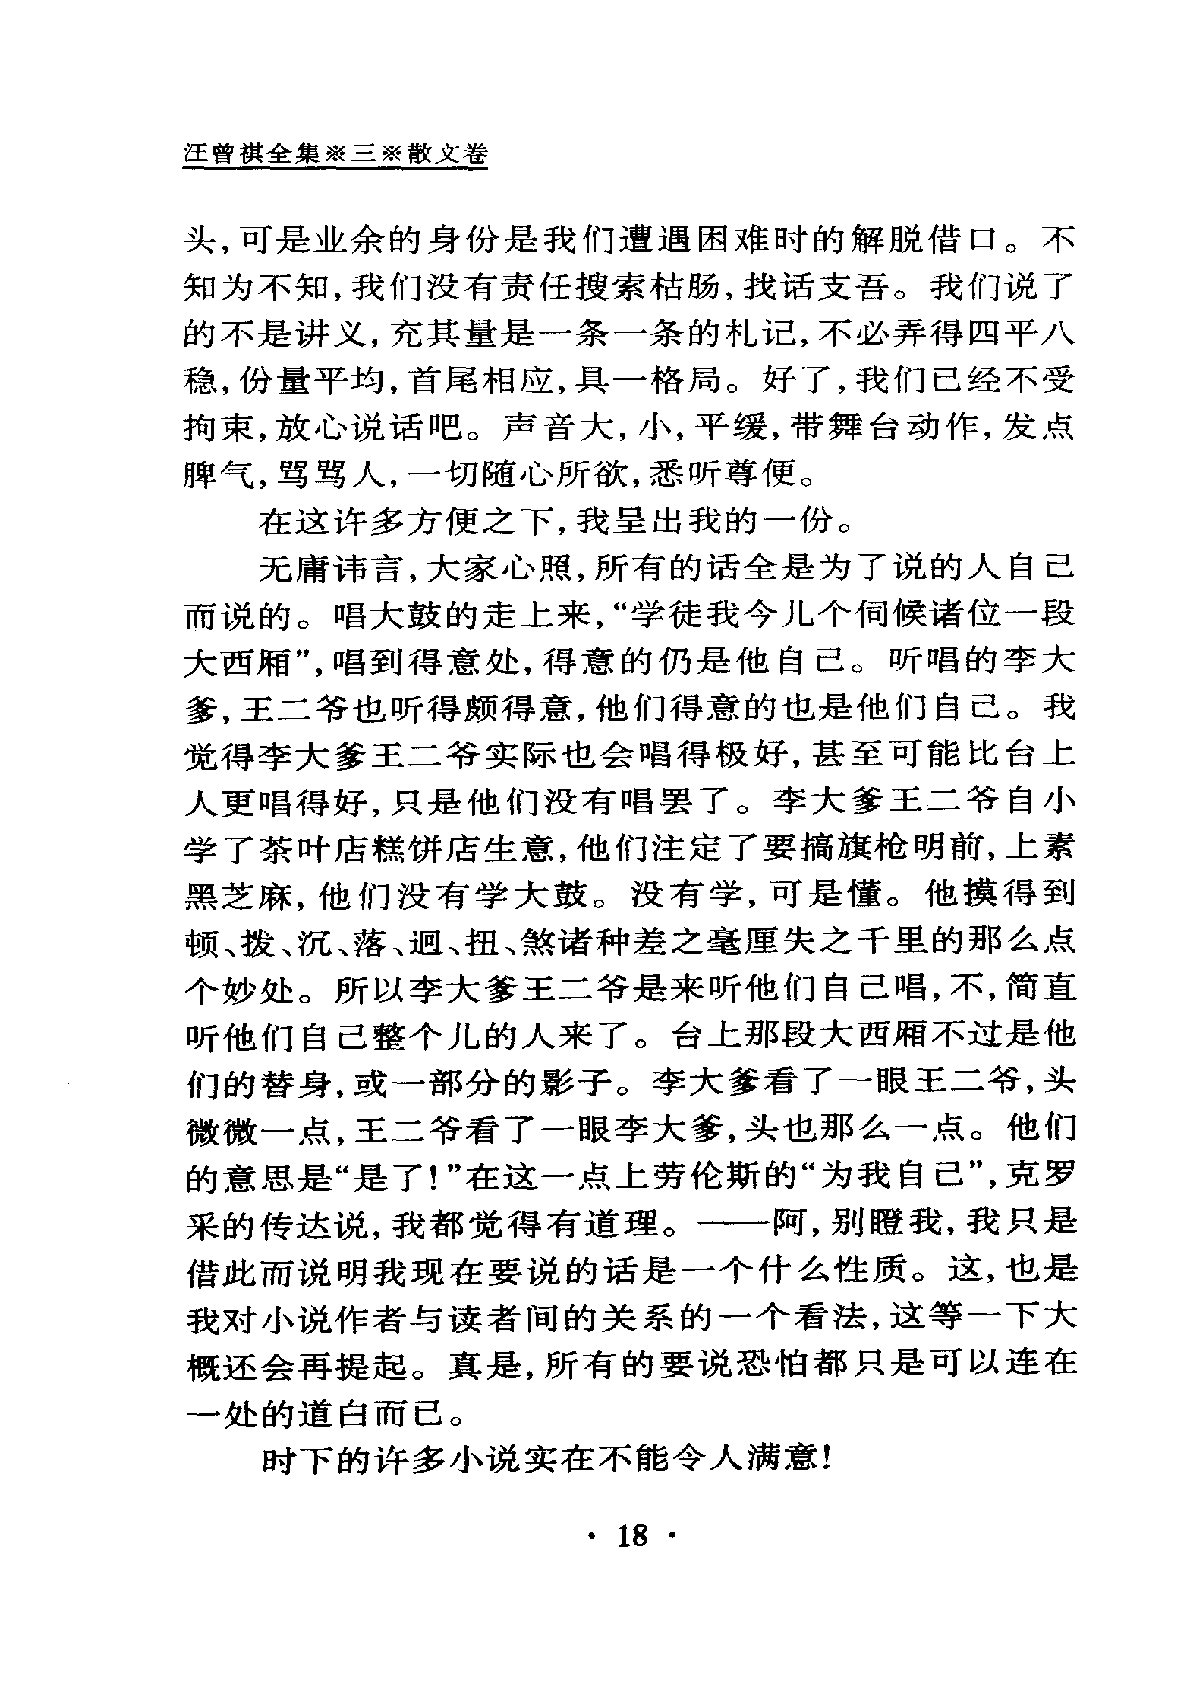 汪曾祺全集※三※散文卷
头,可是业余的身份是我们遭遇困难时的解脱借口。不
知为不知,我们没有责任搜索枯肠,找话支吾。我们说了
的不是讲义,充其量是一条一条的札记,不必弄得四平八
稳,份量平均,首尾相应,具一格局。好了,我们已经不受
拘束,放心说话吧。声音大,小,平缓,带舞台动作,发点
脾气,骂骂人,一切随心所欲,悉听尊便。
在这许多方便之下,我呈出我的一份。
无庸讳言,大家心照,所有的话全是为了说的人自己
而说的。唱大鼓的走上来,“学徒我今儿个伺候诸位一段
大西厢”,唱到得意处,得意的仍是他自己。听唱的李大
爹,王二爷也听得颇得意,他们得意的也是他们自己。我
觉得李大爹王二爷实际也会唱得极好,甚至可能比台上
人更唱得好,只是他们没有唱罢了。李大爹王二爷自小
学了茶叶店糕饼店生意,他们注定了要搞旗枪明前,上素
黑芝麻,他们没有学大鼓。没有学,可是懂。他摸得到
顿、拨、沉、落、迴、扭、煞诸种差之毫厘失之千里的那么点
个妙处。所以李大爹王二爷是来听他们自己唱,不,简直
听他们自己整个儿的人来了。台上那段大西厢不过是他
们的替身,或一部分的影子。李大爹看了一眼王二爷,头
微微一点,王二爷看了一眼李大爹,头也那么一点。他们
的意思是“是了!”在这一点上劳伦斯的“为我自己”,克罗
采的传达说,我都觉得有道理。——阿,别瞪我,我只是
借此而说明我现在要说的话是一个什么性质。这,也是
我对小说作者与读者间的关系的一个看法,这等一下大
概还会再提起。真是,所有的要说恐怕都只是可以连在
一处的道白而已。
时下的许多小说实在不能令人满意!
· 18 ·